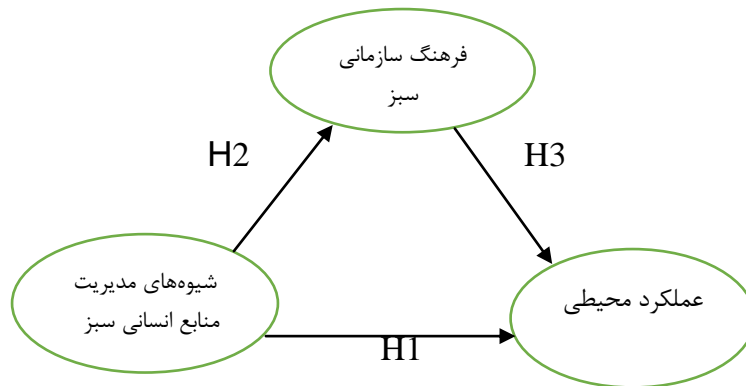 فرهنگ سازمانی
سبز
H2
H3
شیوه‌های مدیریت
منابع انسانی سبز
عملکرد محیطی
H1